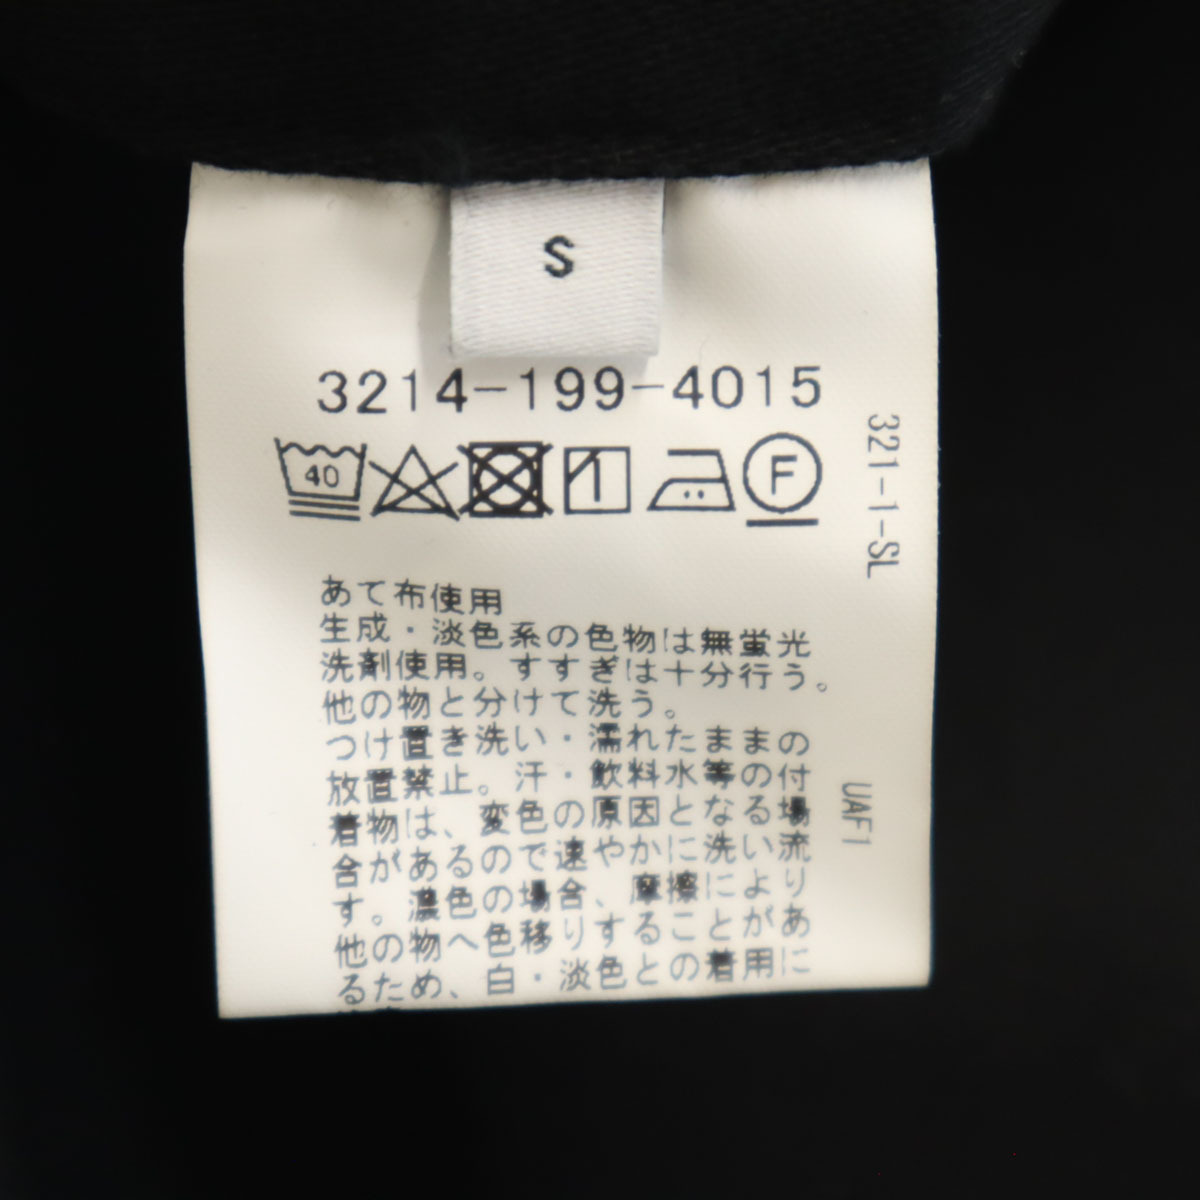 S
3214-199-4015
40
F
321-1-SL
あて布使用
生成・淡色系の色物は無蛍光
洗剤使用。すすぎは十分行う。
他の物と分けて洗う。
つけ置き洗い・濡れたままの
放置禁止。汗・飲料水等の付
着物は、変色の原因となる場
合があるので速やかに洗い流
す。濃色の場合、摩擦により
他の物へ色移りすることがあ
るため、白・淡色との着用に
UAF1